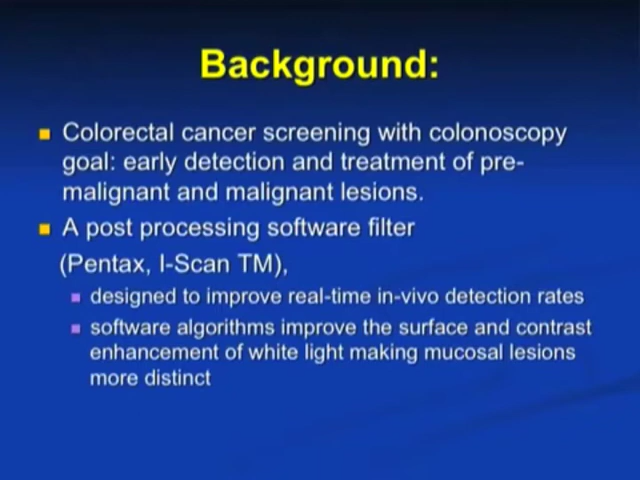 Background:
Colorectal cancer screening with colonoscopy
goal: early detection and treatment of pre-
malignant and malignant lesions.
A post processing software filter
(Pentax, I-Scan TM),
designed to improve real-time in-vivo detection rates
software algorithms improve the surface and contrast
enhancement of white light making mucosal lesions
more distinct